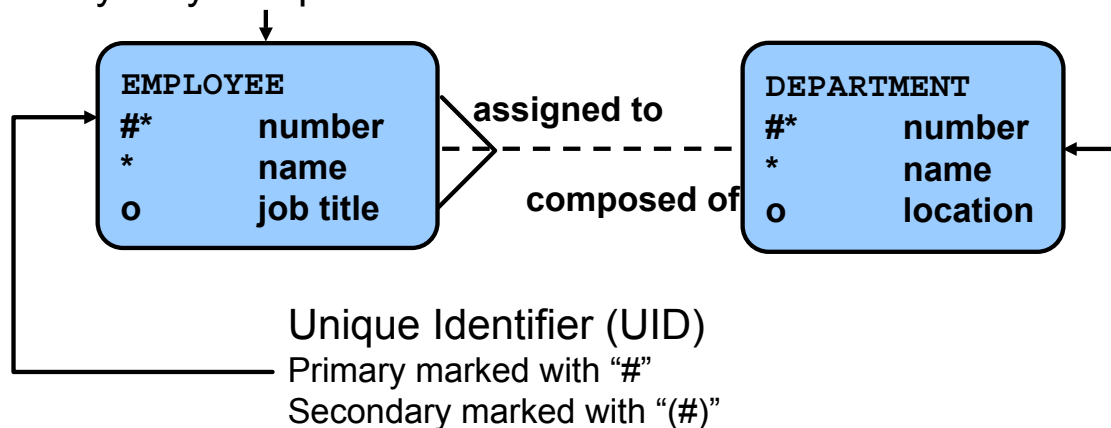 EMPLOYEE
#* number
* name
o job title
assigned to
composed of
DEPARTMENT
#* number
* name
o location
Unique Identifier (UID)
Primary marked with “#”
Secondary marked with “(#)”